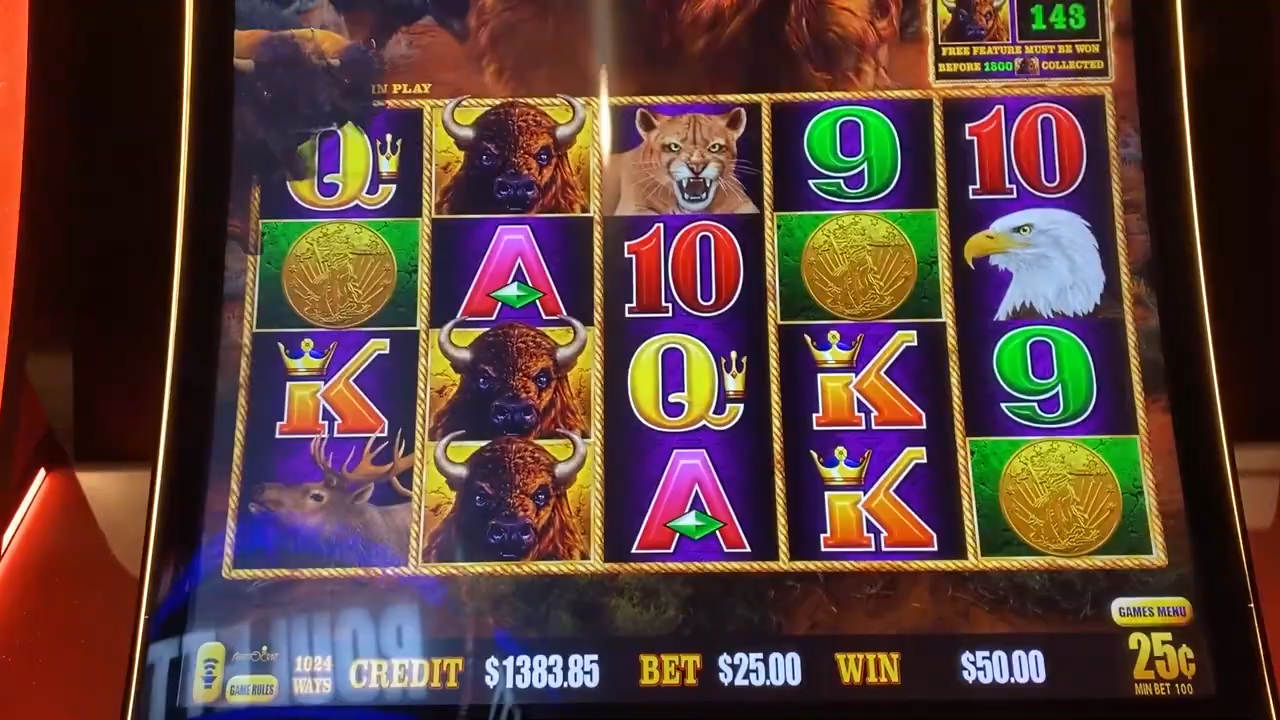 143
FREE FEATURE MUST BE WON
BEFORE 1800 COLLECTED
IN PLAY
Q 9 10
A 10
K Q K 9
A K
GAMES MENU
ARISTOCRAT
GAME RULES
1024 WAYS
CREDIT $1383.85 BET $25.00 WIN $50.00
25¢
MIN BET 100